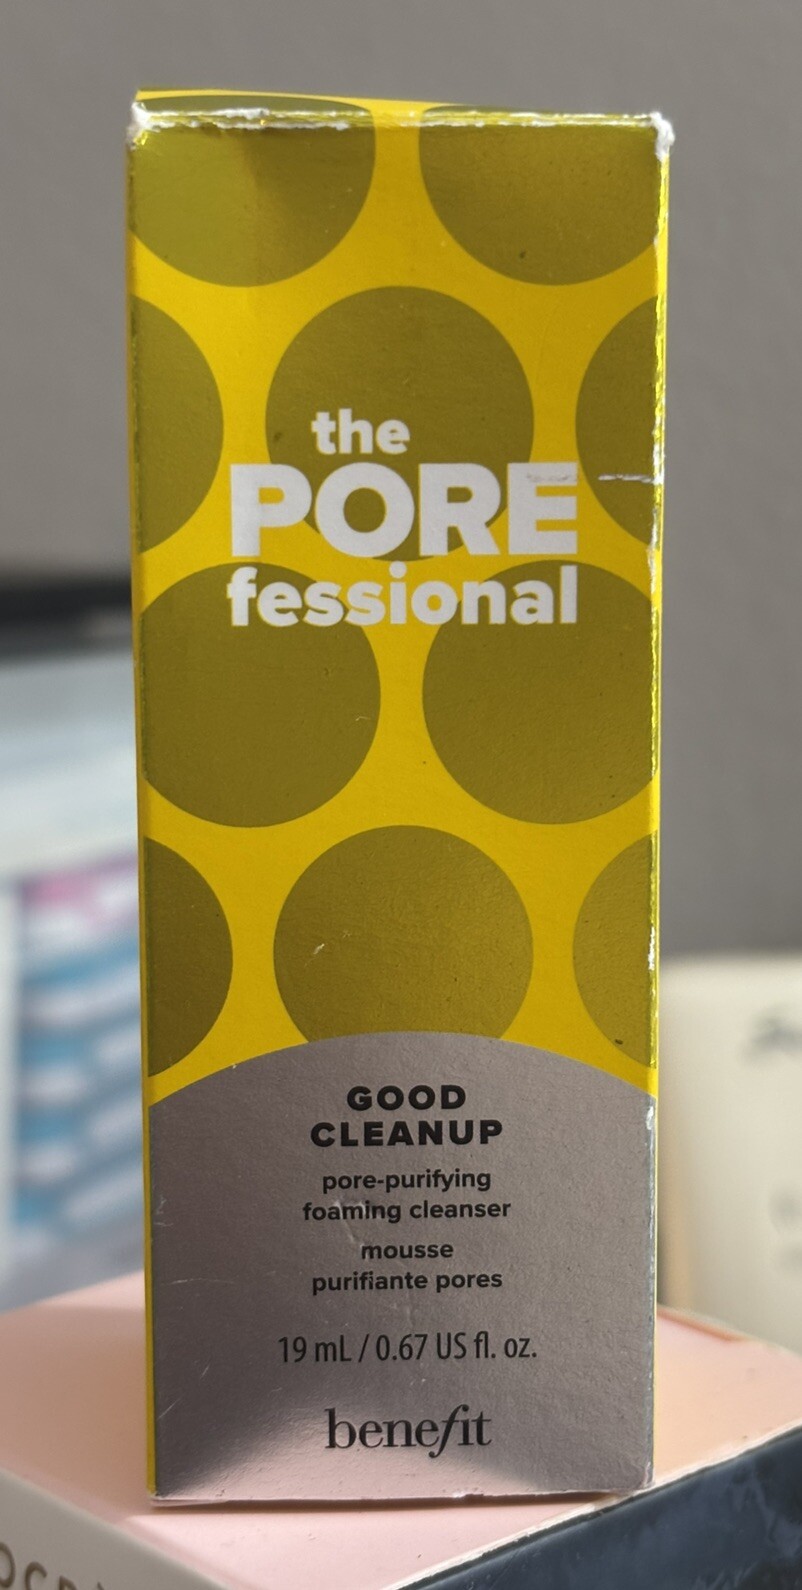 the
PORE
fessional
GOOD
CLEANUP
pore-purifying
foaming cleanser
mousse
purifiante pores
19 mL / 0.67 US fl. oz.
benefit